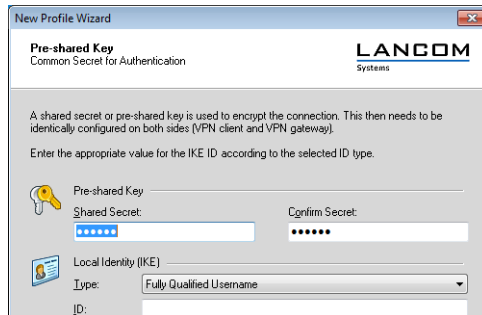 New Profile Wizard
Pre-shared Key
Common Secret for Authentication
LANCOM
Systems
A shared secret or pre-shared key is used to encrypt the connection. This then needs to be
identically configured on both sides (VPN client and VPN gateway).
Enter the appropriate value for the IKE ID according to the selected ID type.
Pre-shared Key
Shared Secret:
Confirm Secret:
••••••
••••••
Local Identity (IKE)
Type:
Fully Qualified Username
ID: